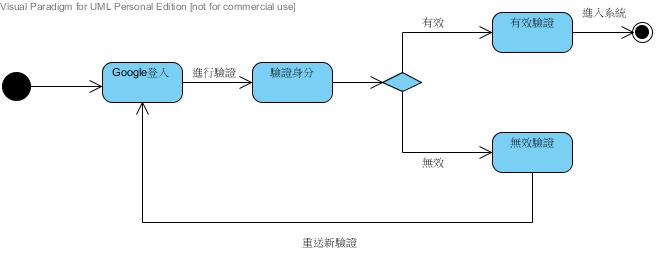 Visual Paradigm for UML Personal Edition [not for commercial use]
進入系統
有效
有效驗證
Google登入
進行驗證
驗證身分
無效驗證
無效
重送新驗證